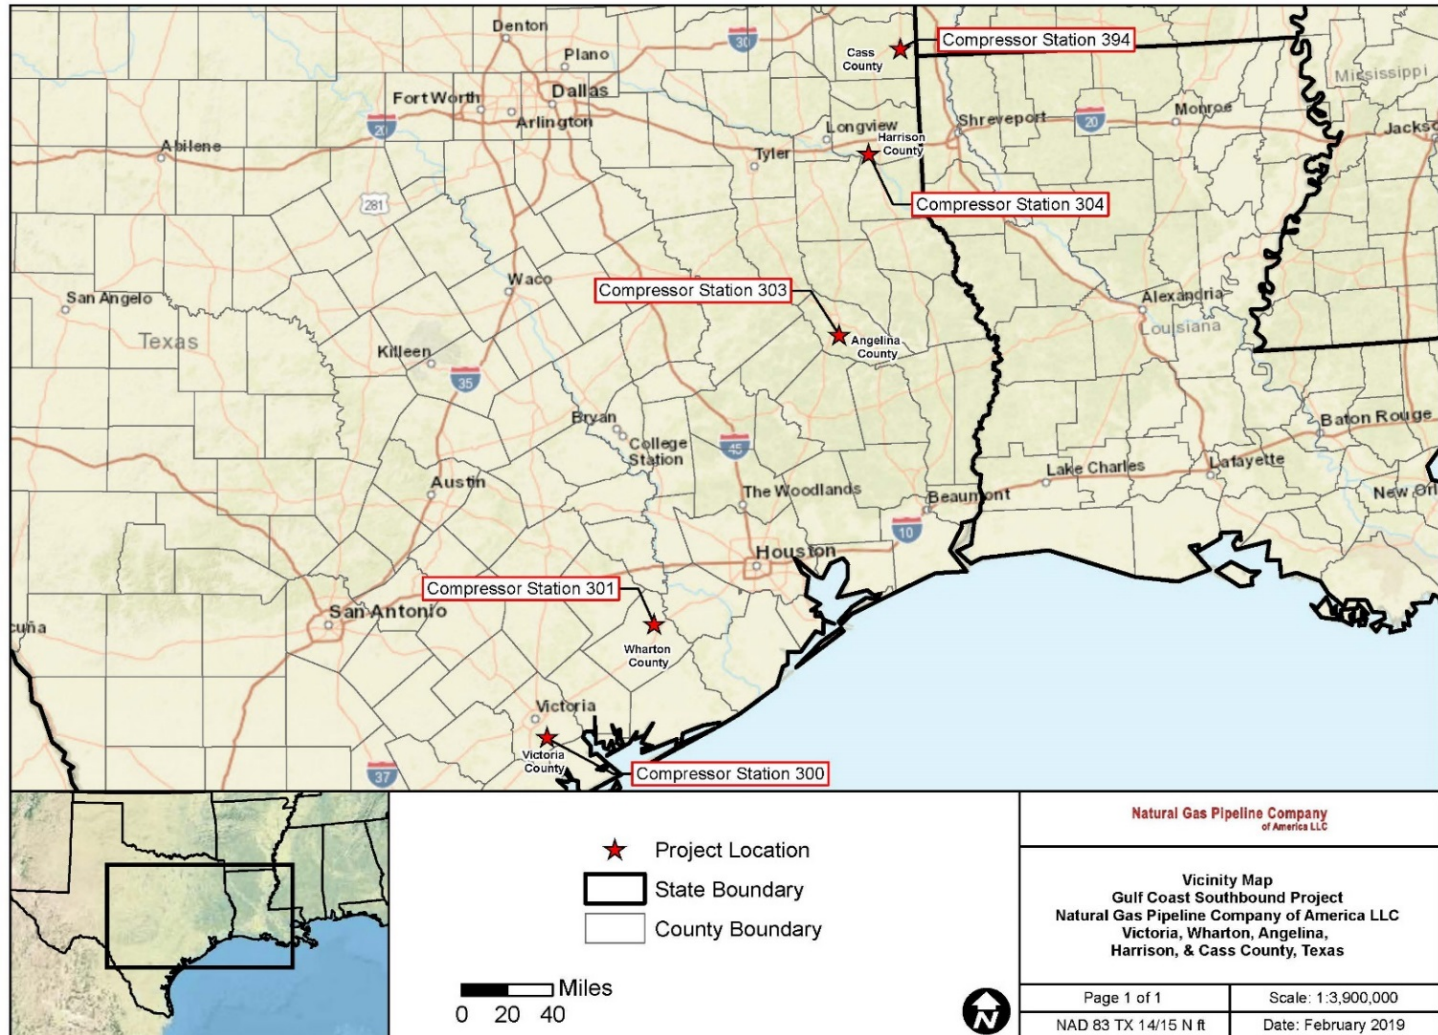 Denton
Plano
30
Cass
County
Compressor Station 394
Mississippi
Fort Worth
Dallas
Arlington
20
Abilene
Longview
Harrison
County
Shreveport
20
Monroe
Jackso
Tyler
281
Compressor Station 304
Waco
Compressor Station 303
San Angelo
Alexandria
Louisiana
Texas
Killeen
Angelina
County
35
Bryan
College
Station
45
Baton Rouge
Lafayette
Lake Charles
Austin
The Woodlands
Beaumont
New Orl
10
Houston
Compressor Station 301
San Antonio
cuña
Wharton
County
Victoria
Victoria
County
37
Compressor Station 300
Project Location
State Boundary
County Boundary
Miles
0 20 40
N
Natural Gas Pipeline Company
of America LLC
Vicinity Map
Gulf Coast Southbound Project
Natural Gas Pipeline Company of America LLC
Victoria, Wharton, Angelina,
Harrison, & Cass County, Texas
Page 1 of 1
Scale: 1:3,900,000
NAD 83 TX 14/15 N ft
Date: February 2019